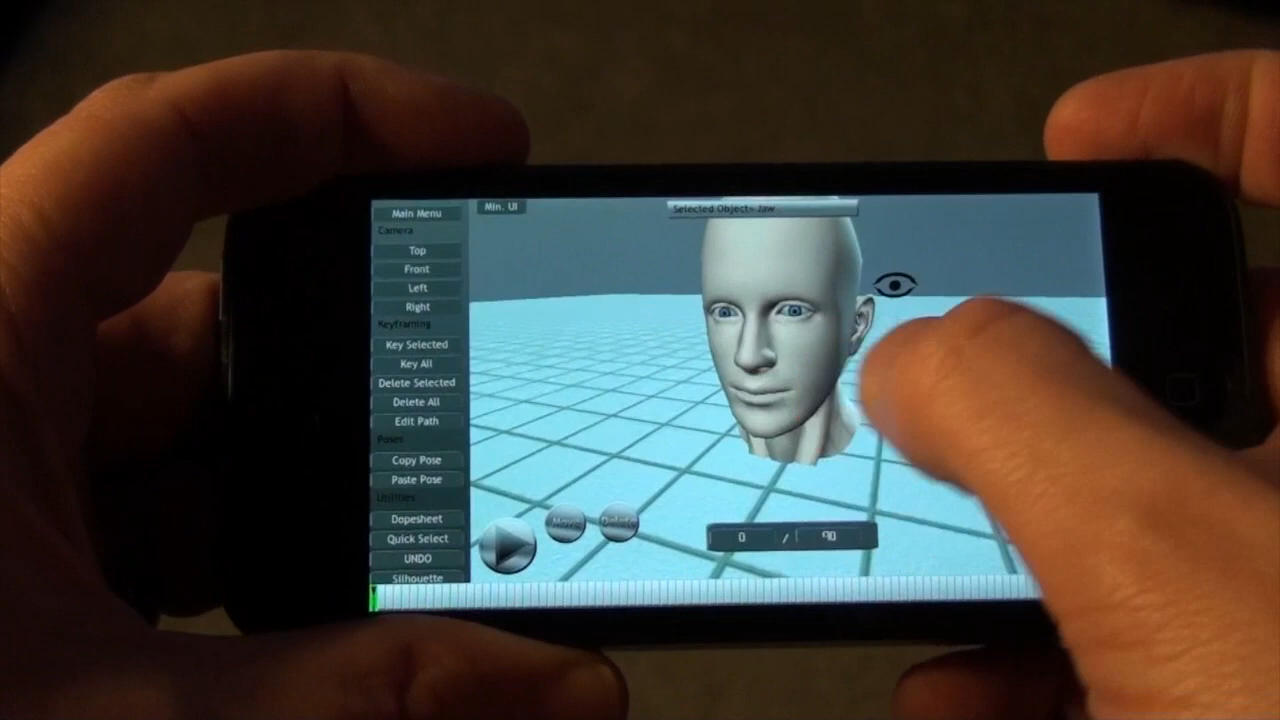 Main Menu
Camera
Top
Front
Left
Right
Keyframing
Key Selected
Key All
Delete Selected
Delete All
Edit Path
Poses
Copy Pose
Paste Pose
Utilities
Dopesheet
Quick Select
UNDO
Silhouette
Min. UI
Selected Object- Jaw
Move
Delete
0 / 90